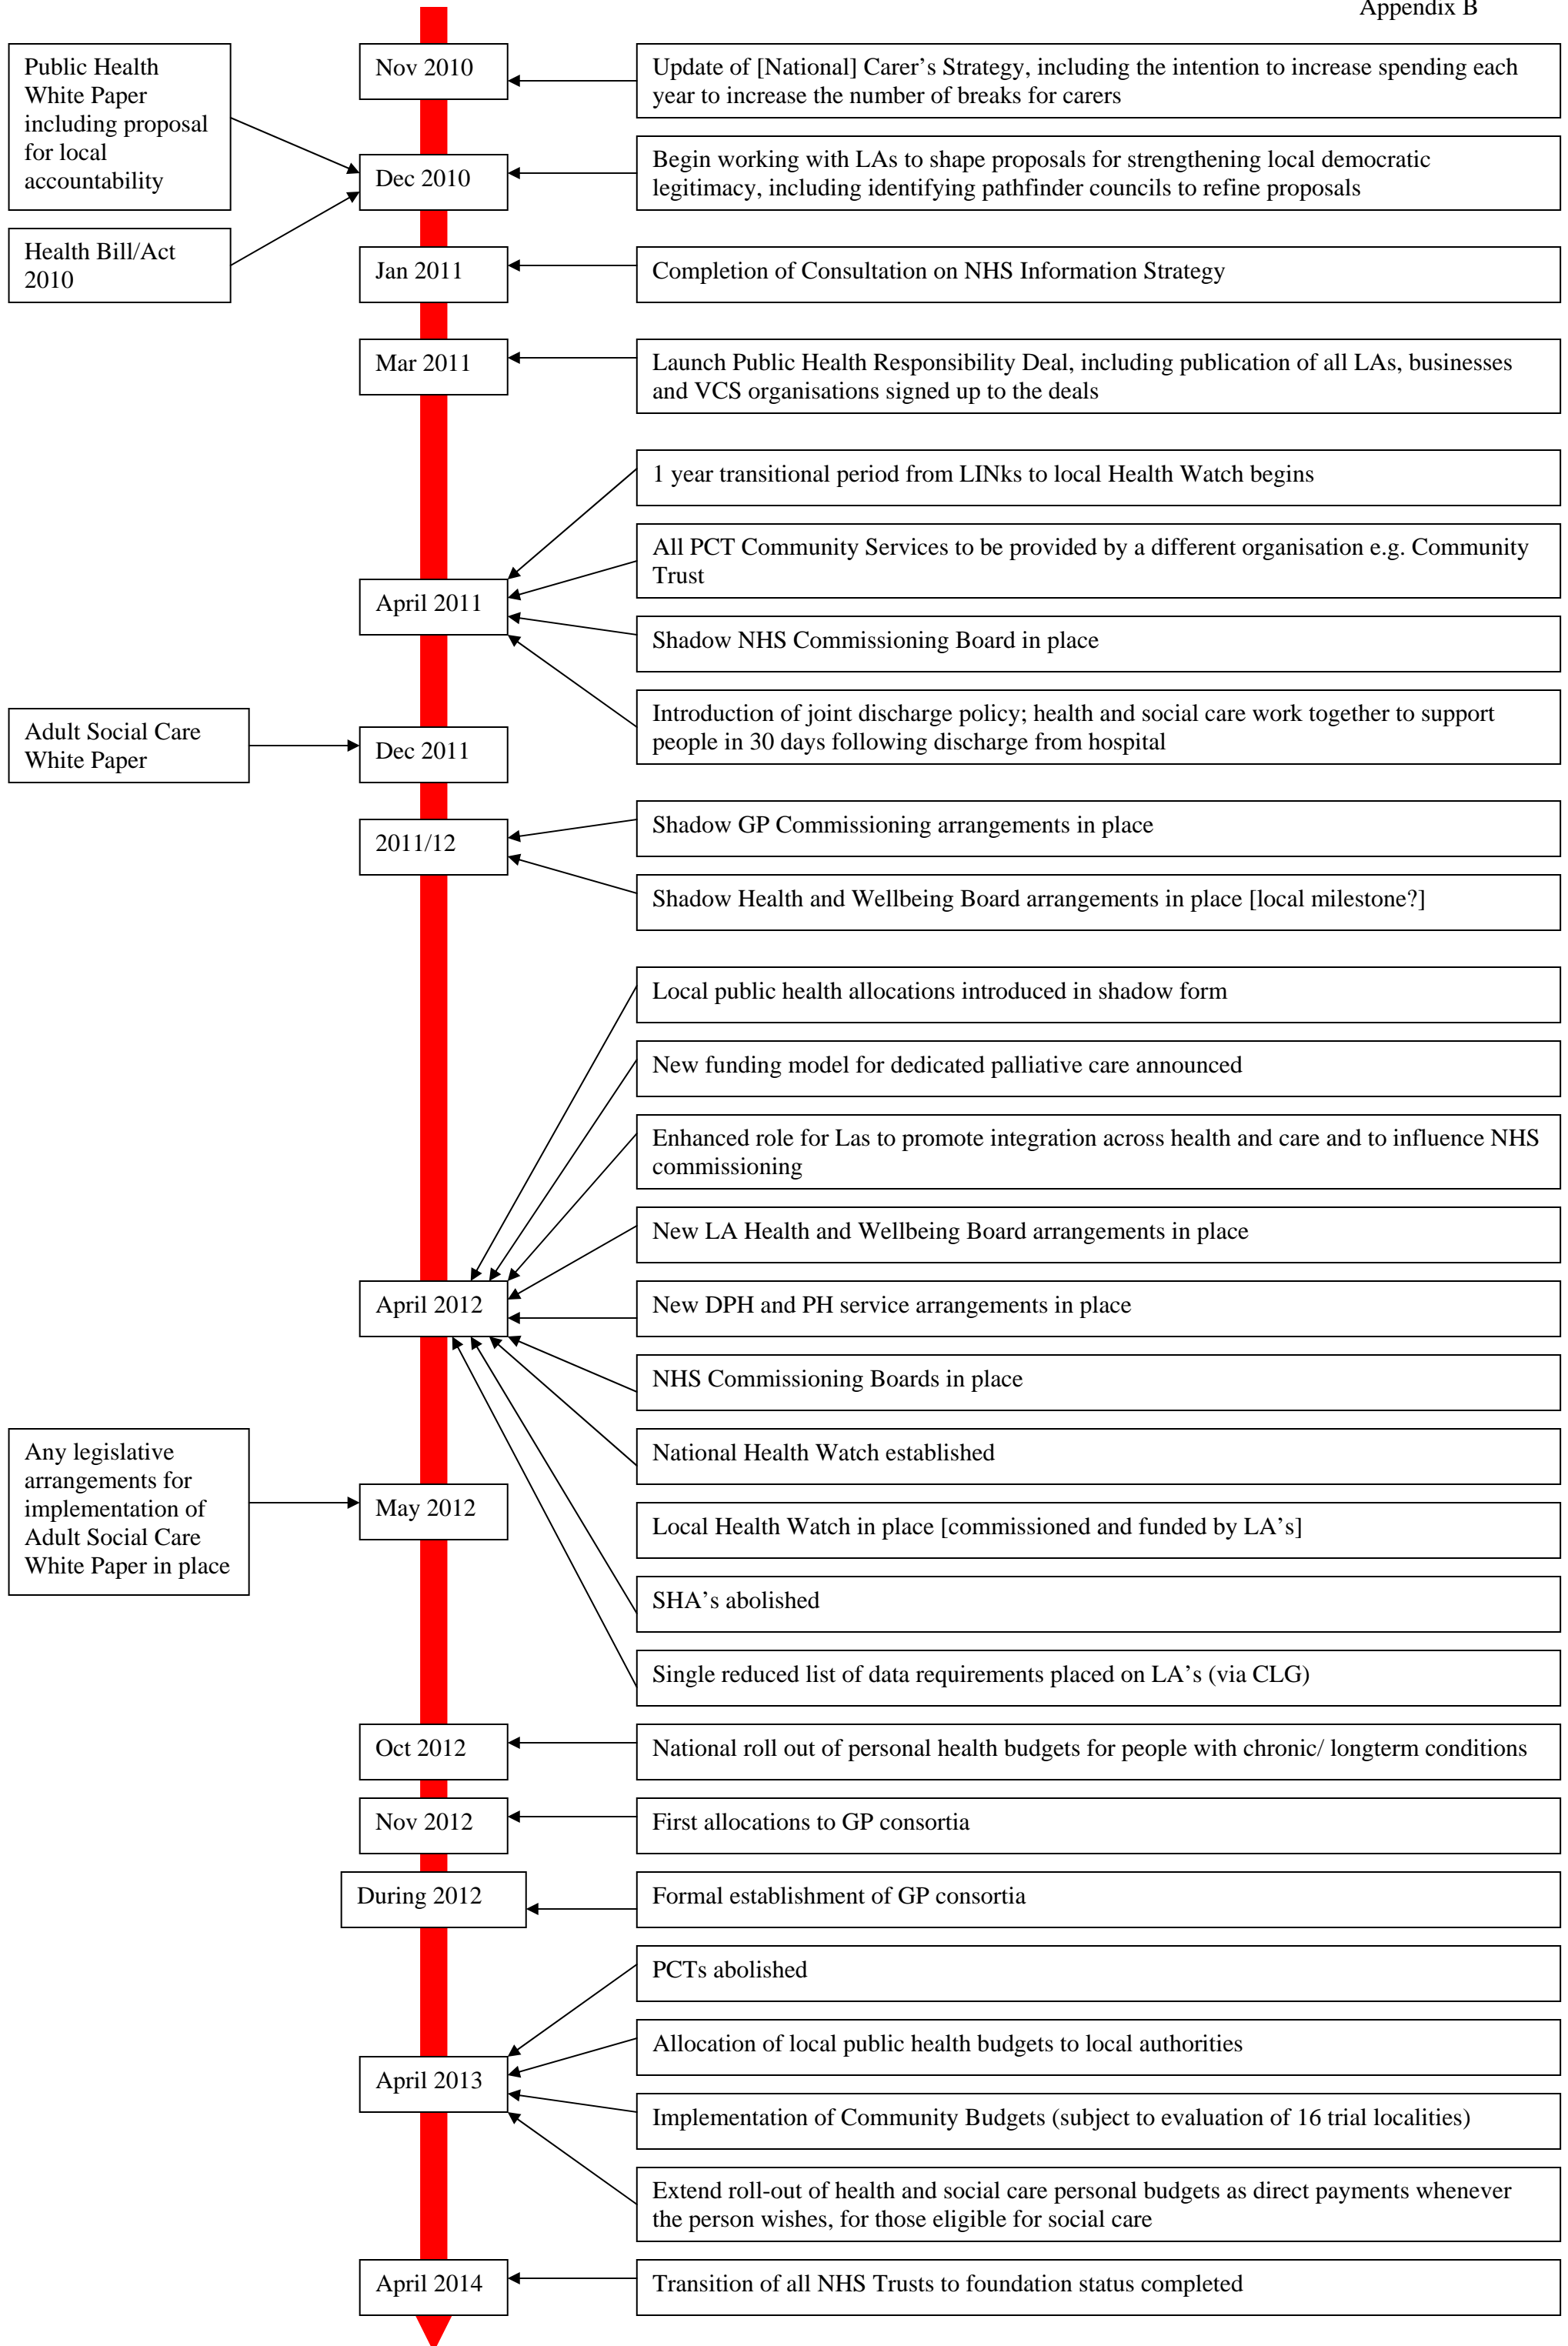 Appendix B
Public Health
White Paper
including proposal
for local
accountability
Nov 2010
Update of [National] Carer's Strategy, including the intention to increase spending each
year to increase the number of breaks for carers
Dec 2010
Begin working with LAs to shape proposals for strengthening local democratic
legitimacy, including identifying pathfinder councils to refine proposals
Health Bill/Act
2010
Jan 2011
Completion of Consultation on NHS Information Strategy
Mar 2011
Launch Public Health Responsibility Deal, including publication of all LAs, businesses
and VCS organisations signed up to the deals
1 year transitional period from LINks to local Health Watch begins
All PCT Community Services to be provided by a different organisation e.g. Community
Trust
April 2011
Shadow NHS Commissioning Board in place
Introduction of joint discharge policy; health and social care work together to support
people in 30 days following discharge from hospital
Adult Social Care
White Paper
Dec 2011
2011/12
Shadow GP Commissioning arrangements in place
Shadow Health and Wellbeing Board arrangements in place [local milestone?]
Local public health allocations introduced in shadow form
New funding model for dedicated palliative care announced
Enhanced role for Las to promote integration across health and care and to influence NHS
commissioning
New LA Health and Wellbeing Board arrangements in place
April 2012
New DPH and PH service arrangements in place
NHS Commissioning Boards in place
National Health Watch established
Any legislative
arrangements for
implementation of
Adult Social Care
White Paper in place
May 2012
Local Health Watch in place [commissioned and funded by LA's]
SHA's abolished
Single reduced list of data requirements placed on LA's (via CLG)
Oct 2012
National roll out of personal health budgets for people with chronic/ longterm conditions
Nov 2012
First allocations to GP consortia
During 2012
Formal establishment of GP consortia
PCTs abolished
Allocation of local public health budgets to local authorities
April 2013
Implementation of Community Budgets (subject to evaluation of 16 trial localities)
Extend roll-out of health and social care personal budgets as direct payments whenever
the person wishes, for those eligible for social care
April 2014
Transition of all NHS Trusts to foundation status completed